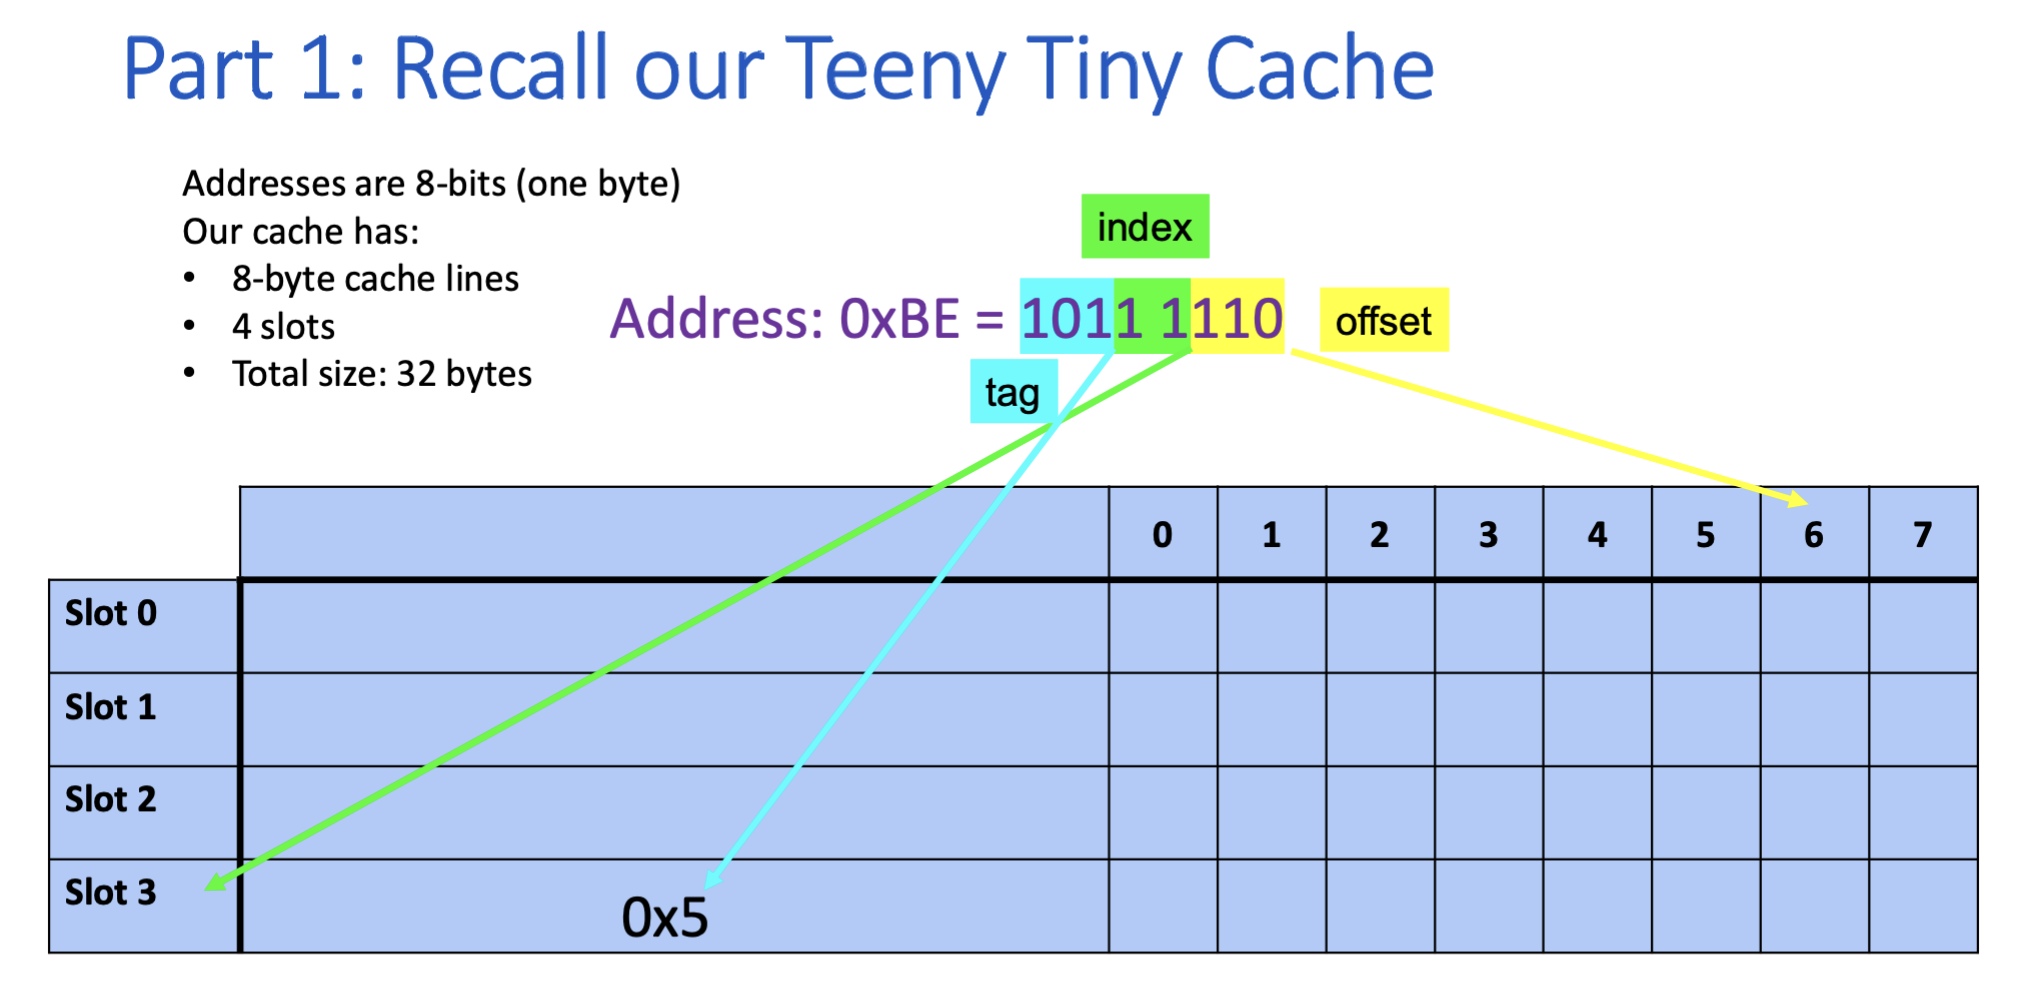 Part 1: Recall our Teeny Tiny Cache
Addresses are 8-bits (one byte)
Our cache has:
• 8-byte cache lines
• 4 slots
• Total size: 32 bytes
index
Address: 0xBE = 1011 1110
offset
tag
0 1 2 3 4 5 6 7
Slot 0
Slot 1
Slot 2
Slot 3
0x5